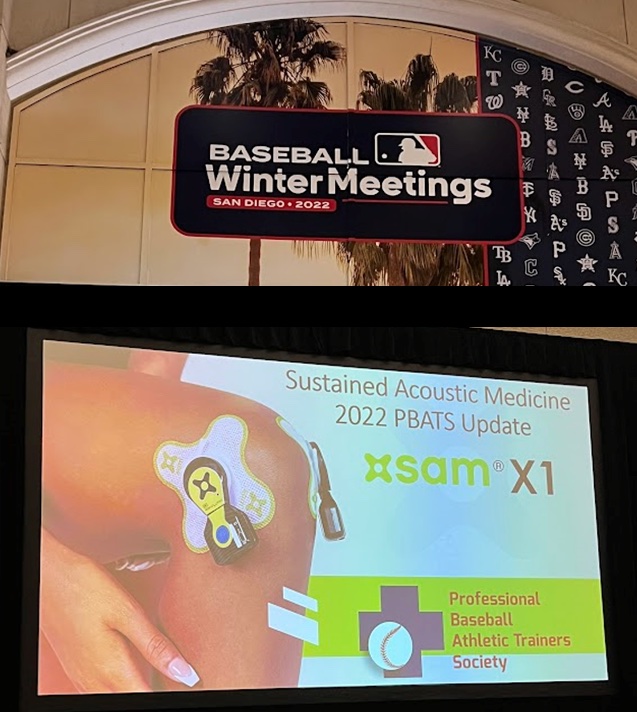 BASEBALL
Winter Meetings
SAN DIEGO • 2022
KC
Sustained Acoustic Medicine
2022 PBATS Update
sam® X1
Professional
Baseball
Athletic Trainers
Society